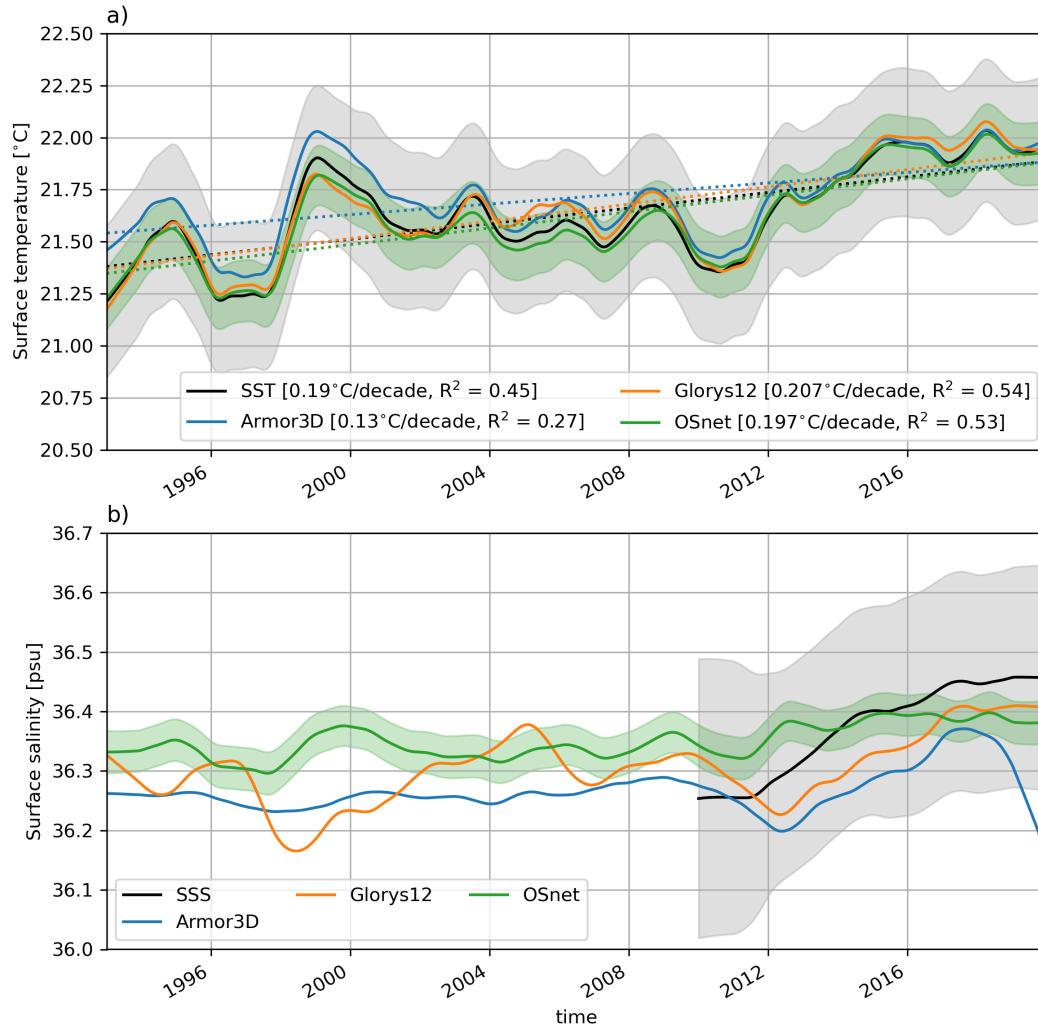 a)
22.50
22.25
22.00
21.75
21.50
21.25
21.00
20.75
20.50
Surface temperature [°C]
SST [0.19°C/decade, R² = 0.45]
Armor3D [0.13°C/decade, R² = 0.27]
Glorys12 [0.207°C/decade, R² = 0.54]
OSnet [0.197°C/decade, R² = 0.53]
1996
2000
2004
2008
2012
2016
b)
36.7
36.6
36.5
36.4
36.3
36.2
36.1
36.0
Surface salinity [psu]
SSS
Armor3D
Glorys12
OSnet
1996
2000
2004
2008
2012
2016
time